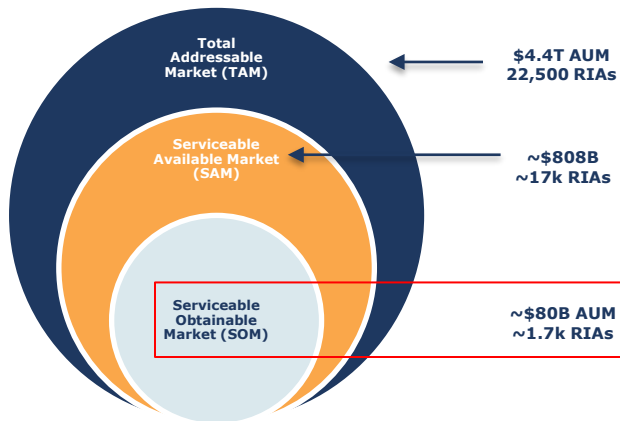 Total
Addressable
Market (TAM)
$4.4T AUM
22,500 RIAs
Serviceable
Available Market
(SAM)
~$808B
~17k RIAs
Serviceable
Obtainable
Market (SOM)
~$80B AUM
~1.7k RIAs